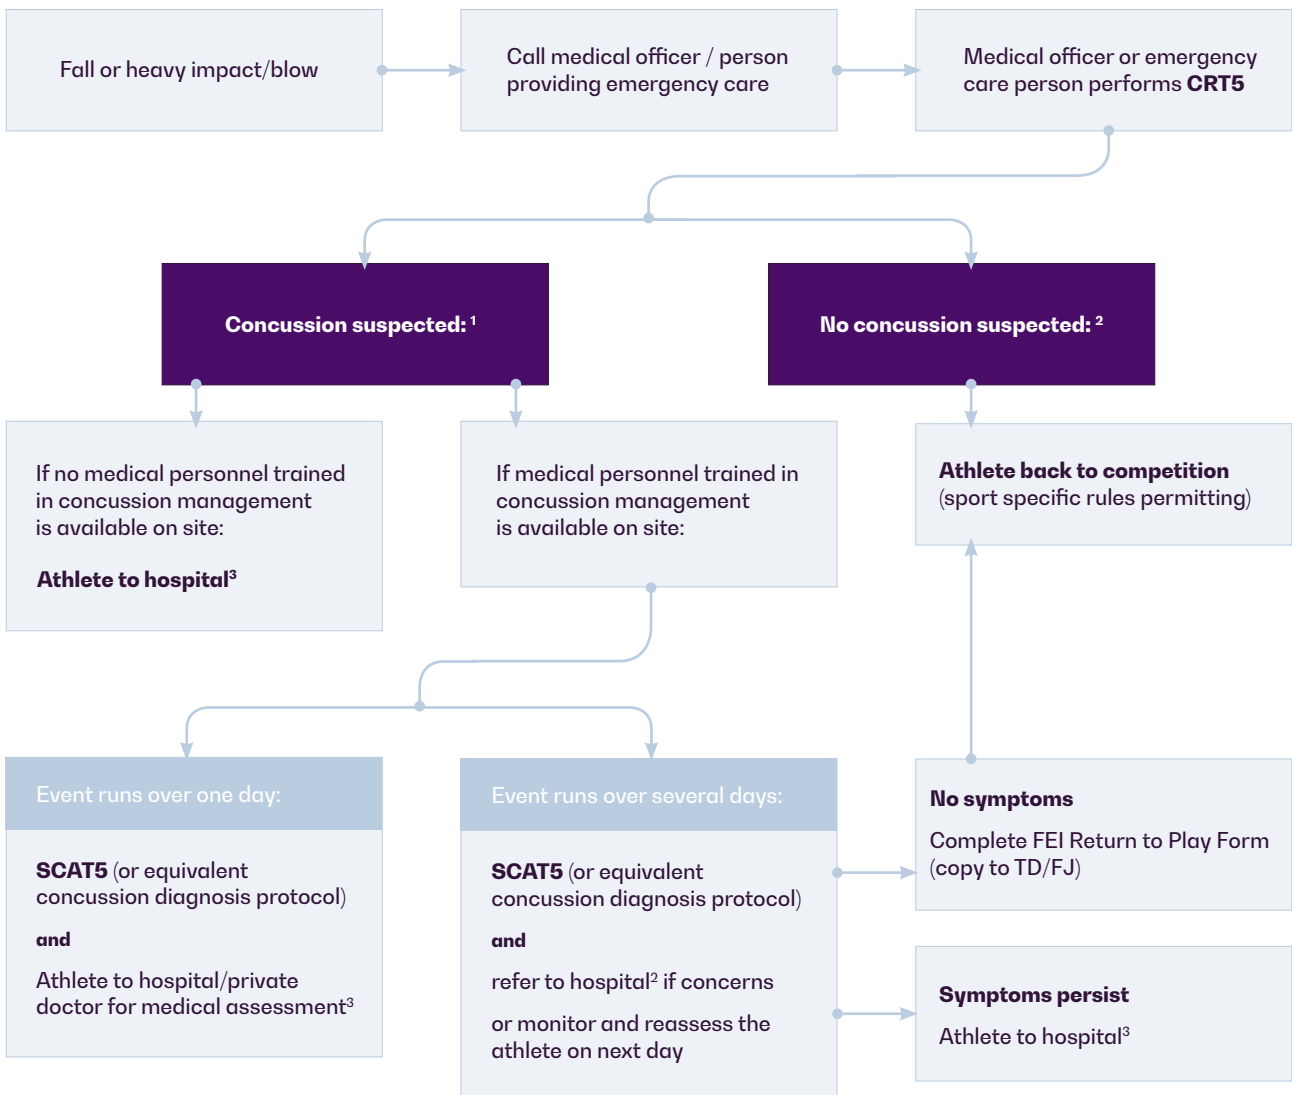 Fall or heavy impact/blow
Call medical officer / person
providing emergency care
Medical officer or emergency
care person performs CRT5
Concussion suspected: ¹
No concussion suspected: ²
If no medical personnel trained
in concussion management
is available on site:
Athlete to hospital³
If medical personnel trained in
concussion management
is available on site:
Athlete back to competition
(sport specific rules permitting)
Event runs over one day:
SCAT5 (or equivalent
concussion diagnosis protocol)
and
Athlete to hospital/private
doctor for medical assessment³
Event runs over several days:
SCAT5 (or equivalent
concussion diagnosis protocol)
and
refer to hospital² if concerns
or monitor and reassess the
athlete on next day
No symptoms
Complete FEI Return to Play Form
(copy to TD/FJ)
Symptoms persist
Athlete to hospital³